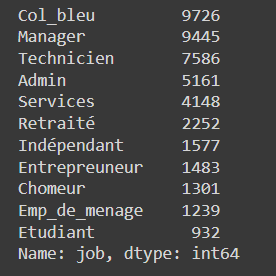 Col_bleu 9726
Manager 9445
Technicien 7586
Admin 5161
Services 4148
Retraité 2252
Indépendant 1577
Entrepreuneur 1483
Chomeur 1301
Emp_de_menage 1239
Etudiant 932
Name: job, dtype: int64